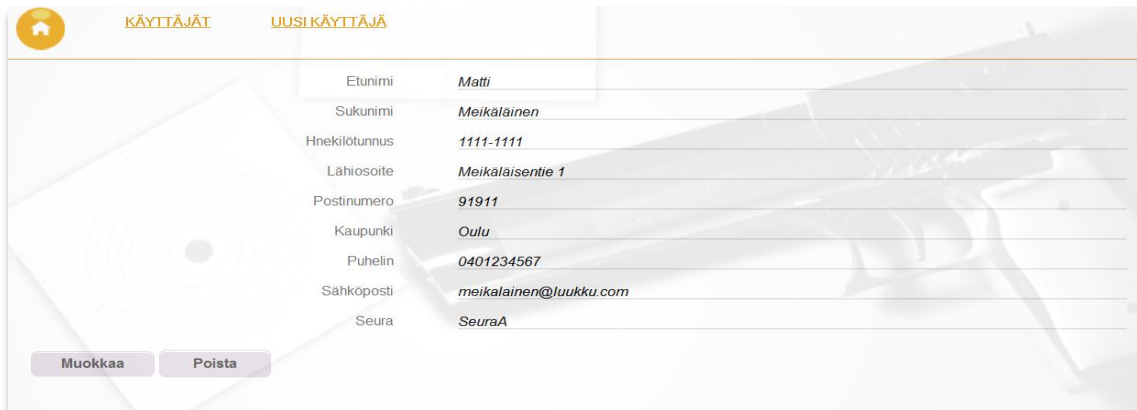 KÄYTTÄJÄT UUSI KÄYTTÄJÄ
Etunimi Matti
Sukunimi Meikäläinen
Hnekilötunnus 1111-1111
Lähiosoite Meikäläisentie 1
Postinumero 91911
Kaupunki Oulu
Puhelin 0401234567
Sähköposti meikalainen@luukku.com
Seura SeuraA
Muokkaa Poista